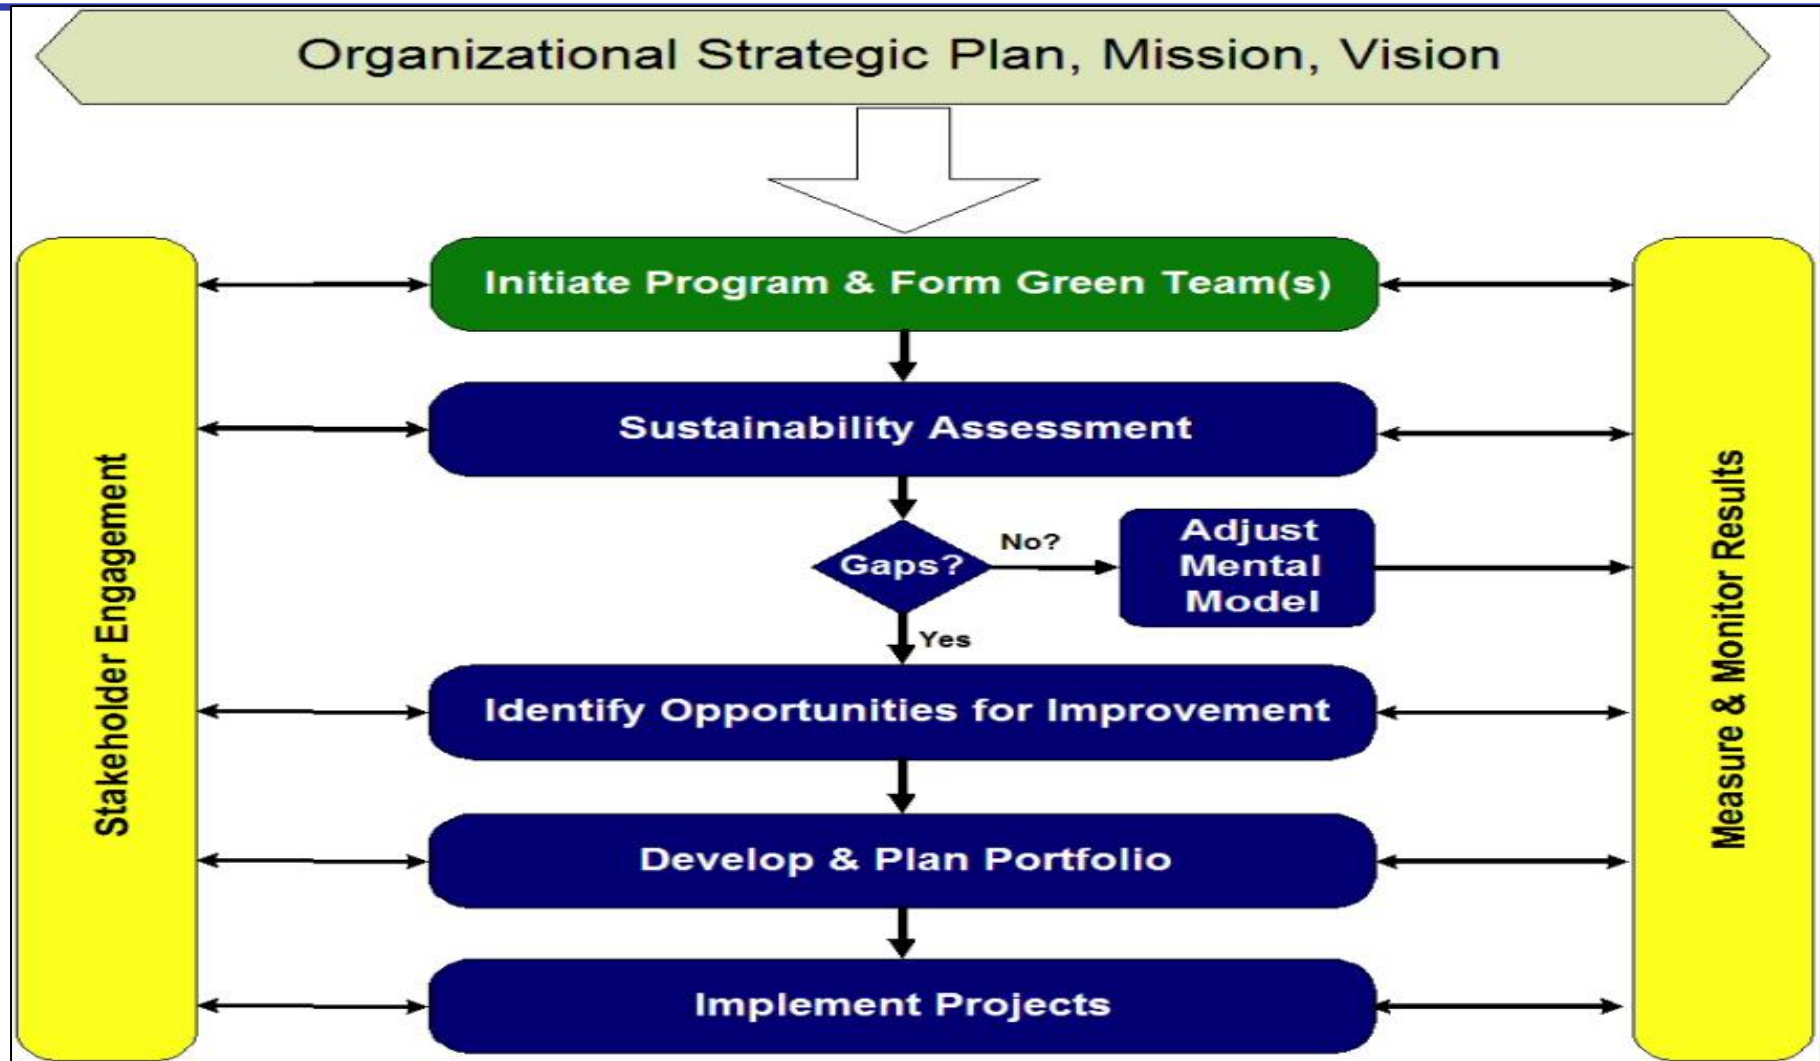 Organizational Strategic Plan, Mission, Vision
Stakeholder Engagement
Initiate Program & Form Green Team(s)
Sustainability Assessment
Gaps?
No?
Adjust
Mental
Model
Yes
Identify Opportunities for Improvement
Develop & Plan Portfolio
Implement Projects
Measure & Monitor Results